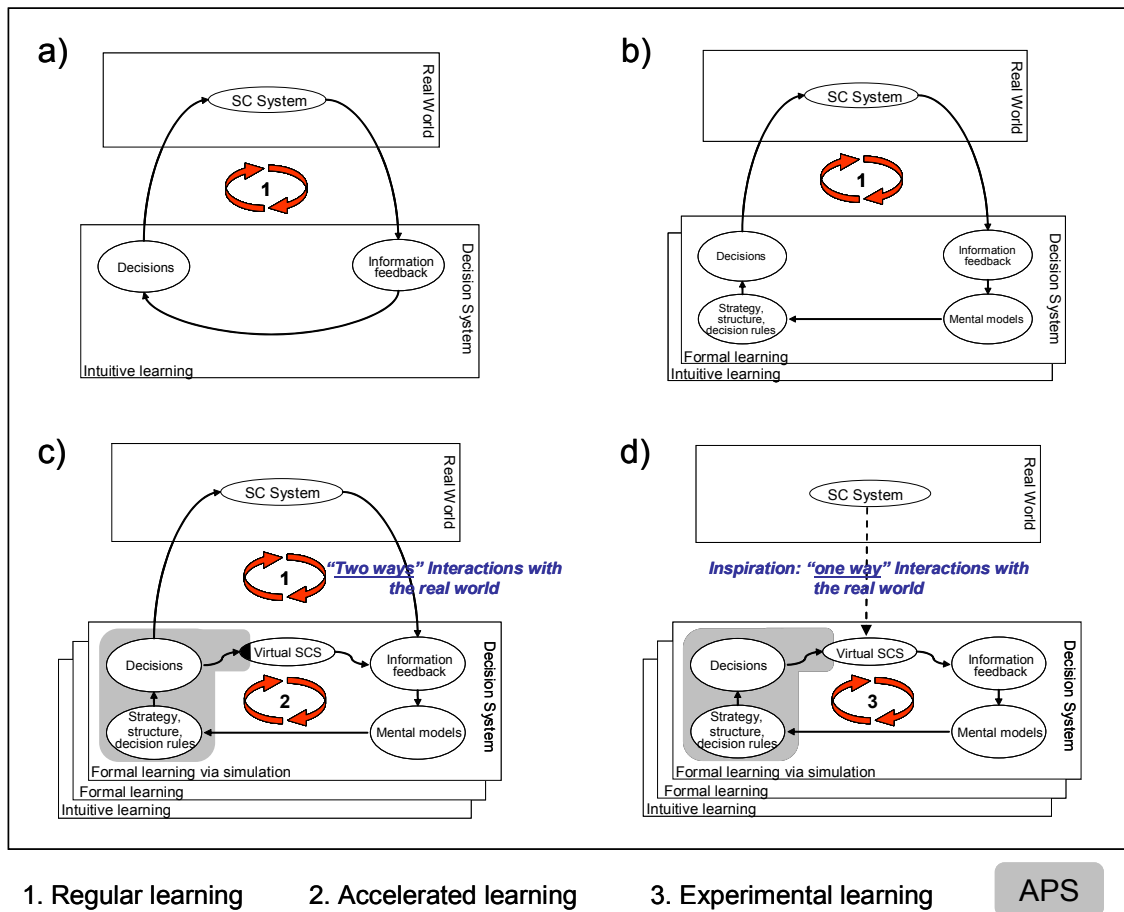 a)
Real World
SC System
1
Decision System
Decisions
Information
feedback
Intuitive learning
b)
Real World
SC System
1
Decision System
Decisions
Information
feedback
Strategy,
structure,
decision rules
Mental models
Formal learning
Intuitive learning
c)
Real World
SC System
1
“Two ways” Interactions with
the real world
Decision System
Decisions
Virtual SCS
Information
feedback
2
Strategy,
structure,
decision rules
Mental models
Formal learning via simulation
Formal learning
Intuitive learning
d)
Real World
SC System
Inspiration: “one way” Interactions with
the real world
Decision System
Decisions
Virtual SCS
Information
feedback
3
Strategy,
structure,
decision rules
Mental models
Formal learning via simulation
Formal learning
Intuitive learning
1. Regular learning
2. Accelerated learning
3. Experimental learning
APS